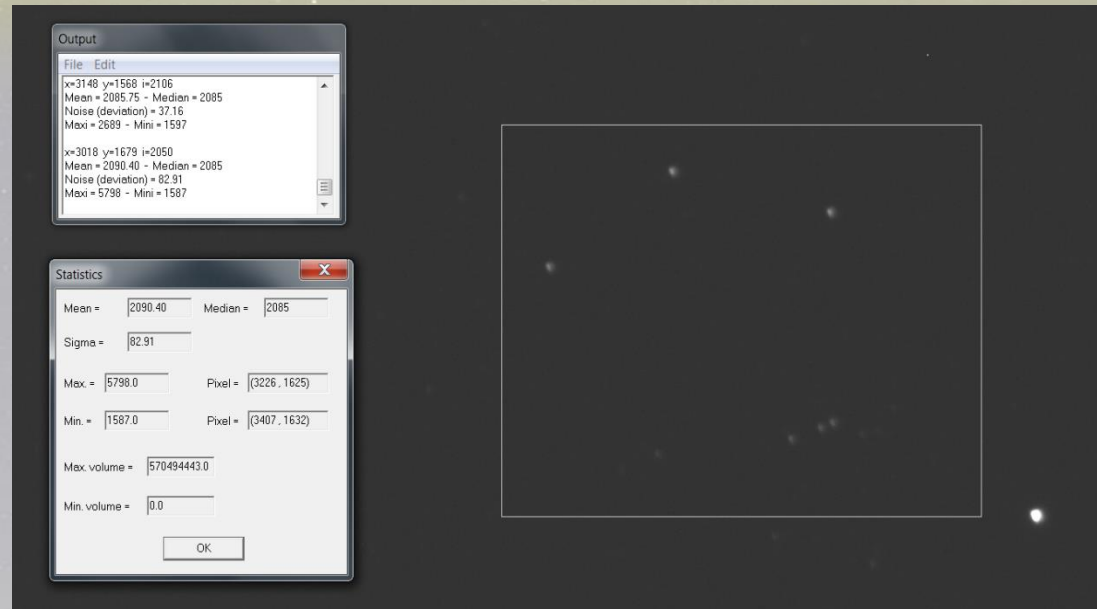 Output
File Edit
x=3148 y=1568 i=2106
Mean = 2085.75 - Median = 2085
Noise (deviation) = 37.16
Maxi = 2689 - Mini = 1597
x=3018 y=1679 i=2050
Mean = 2090.40 - Median = 2085
Noise (deviation) = 82.91
Maxi = 5798 - Mini = 1587
Statistics
Mean = 2090.40 Median = 2085
Sigma = 82.91
Max. = 5798.0 Pixel = (3226 , 1625)
Min. = 1587.0 Pixel = (3407 , 1632)
Max. volume = 570494443.0
Min. volume = 0.0
OK